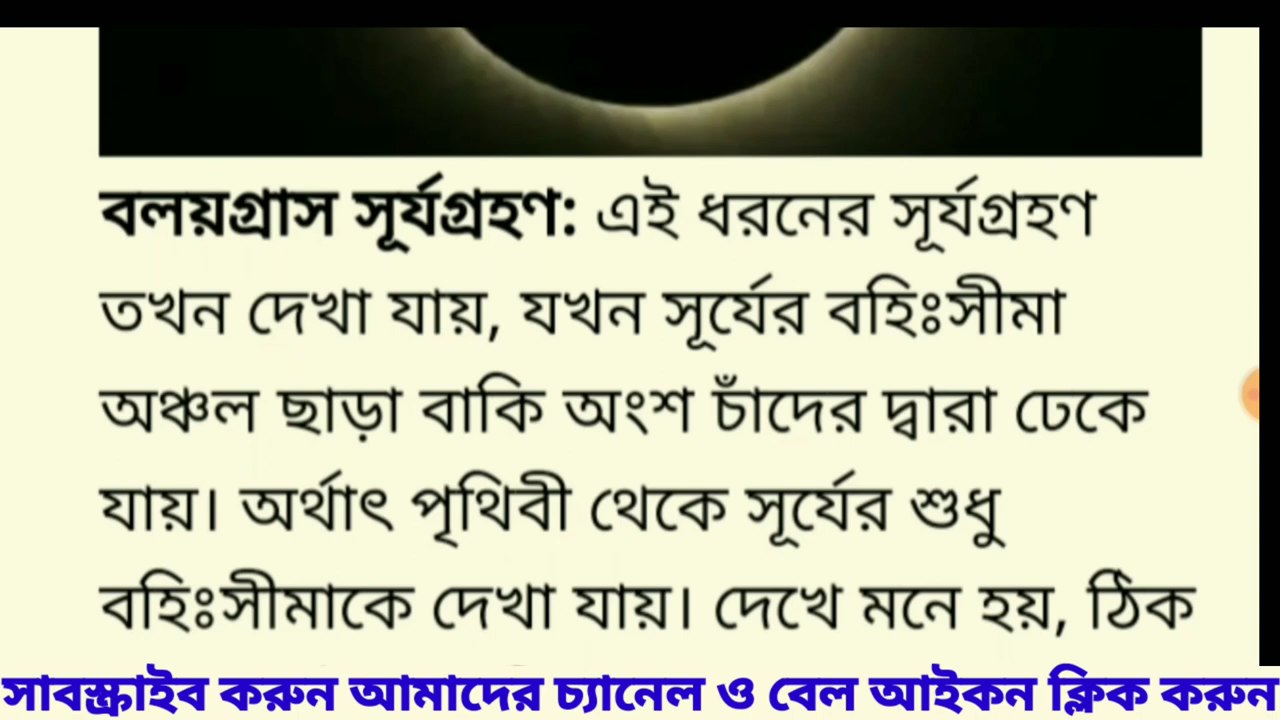 বলয়গ্রাস সূর্যগ্রহণ: এই ধরনের সূর্যগ্রহণ
তখন দেখা যায়, যখন সূর্যের বহিঃসীমা
অঞ্চল ছাড়া বাকি অংশ চাঁদের দ্বারা ঢেকে
যায়। অর্থাৎ পৃথিবী থেকে সূর্যের শুধু
বহিঃসীমাকে দেখা যায়। দেখে মনে হয়, ঠিক
সাবস্ক্রাইব করুন আমাদের চ্যানেল ও বেল আইকন ক্লিক করুন